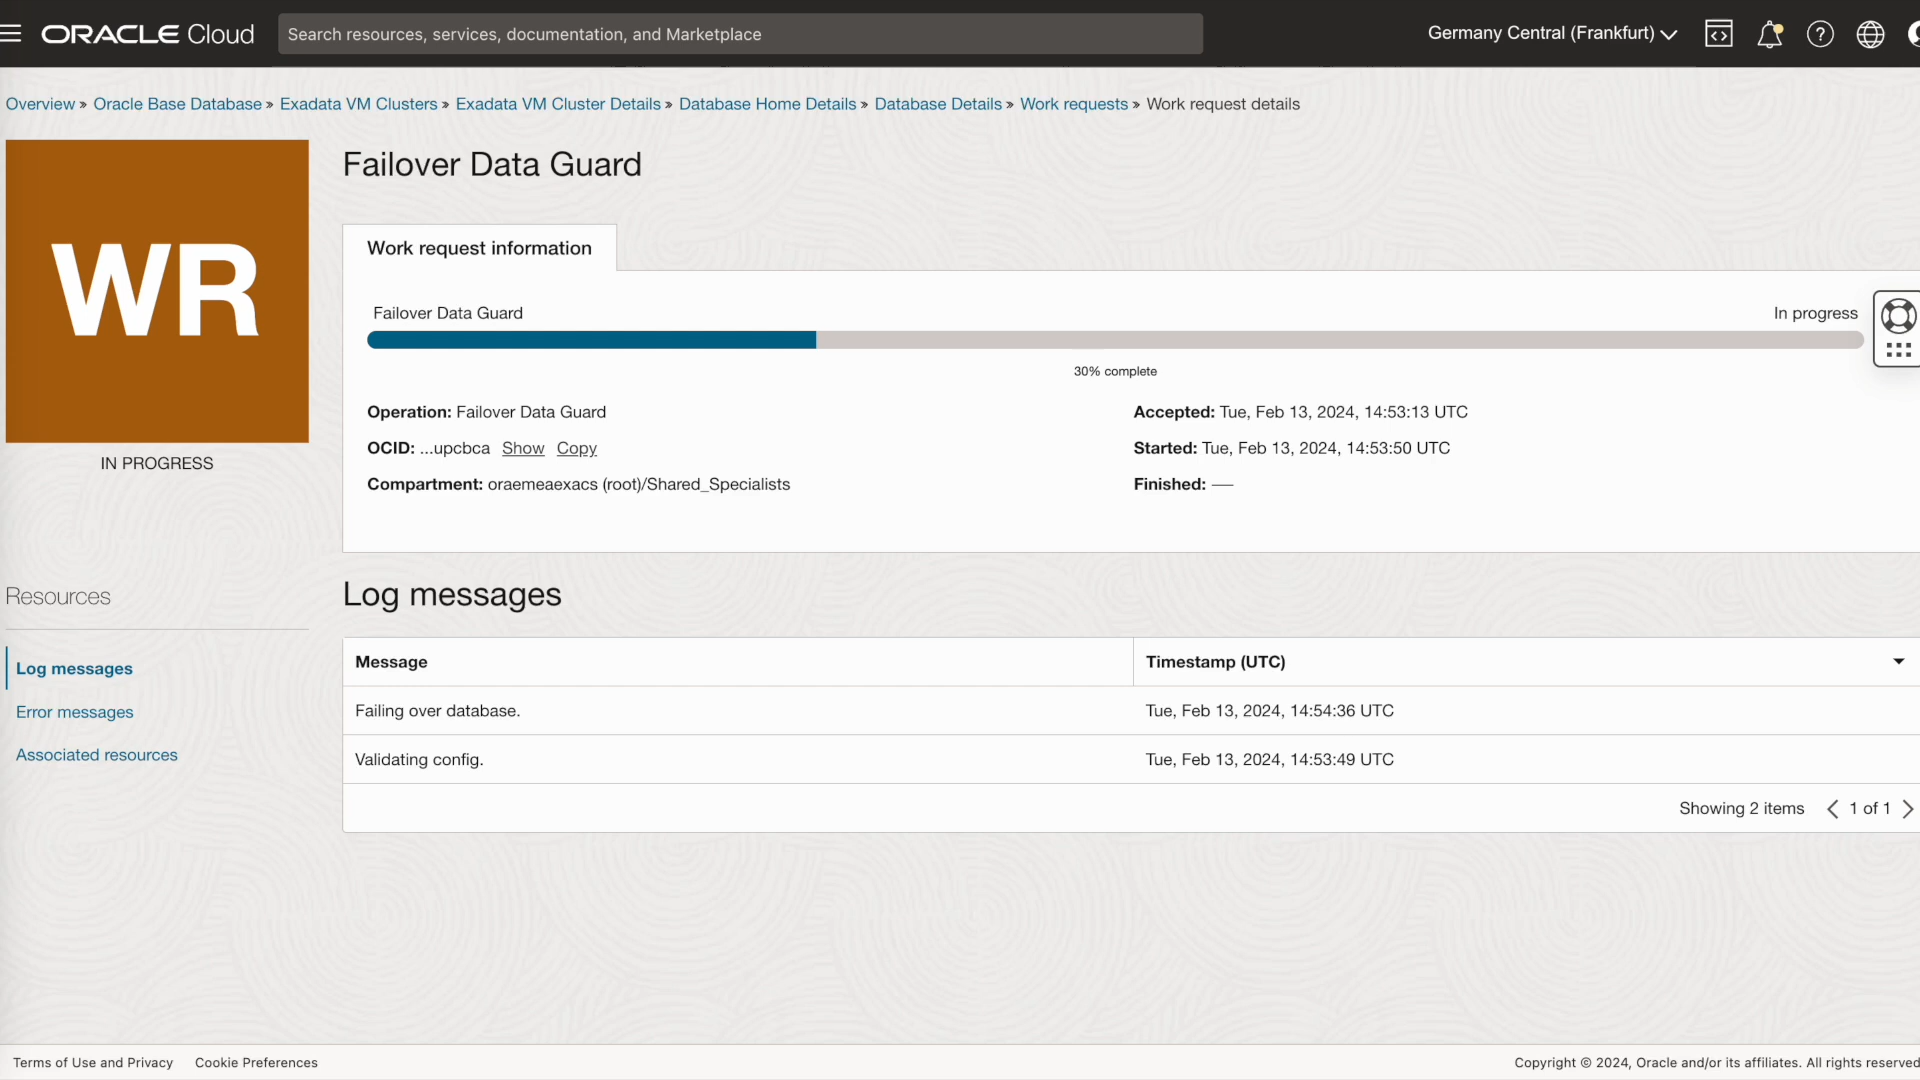 ORACLE Cloud
Search resources, services, documentation, and Marketplace
Germany Central (Frankfurt)
Overview » Oracle Base Database » Exadata VM Clusters » Exadata VM Cluster Details » Database Home Details » Database Details » Work requests » Work request details
WR
IN PROGRESS
Failover Data Guard
Work request information
Failover Data Guard
In progress
30% complete
Operation: Failover Data Guard
OCID: ...upcbca Show Copy
Compartment: oraemeaexacs (root)/Shared_Specialists
Accepted: Tue, Feb 13, 2024, 14:53:13 UTC
Started: Tue, Feb 13, 2024, 14:53:50 UTC
Finished: —
Resources
Log messages
Error messages
Associated resources
Log messages
Message Timestamp (UTC)
Failing over database. Tue, Feb 13, 2024, 14:54:36 UTC
Validating config. Tue, Feb 13, 2024, 14:53:49 UTC
Showing 2 items 1 of 1
Terms of Use and Privacy Cookie Preferences
Copyright © 2024, Oracle and/or its affiliates. All rights reserved